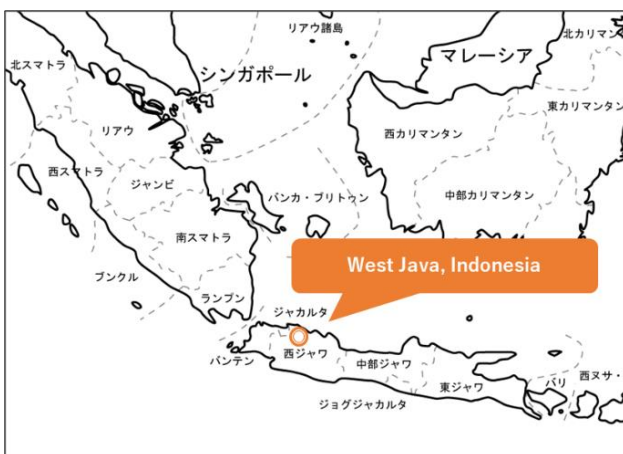 リアウ諸島
北カリマン
北スマトラ
シンガポール
マレーシア
東カリマンタン
リアウ
西カリマンタン
西スマトラ
ジャンビ
バンカ・ブリトゥン
中部カリマンタン
南スマトラ
West Java, Indonesia
ブンクル
ランプン
ジャカルタ
バンテン
西ジャワ
中部ジャワ
東ジャワ
バリ
西ヌサ・
ジョグジャカルタ